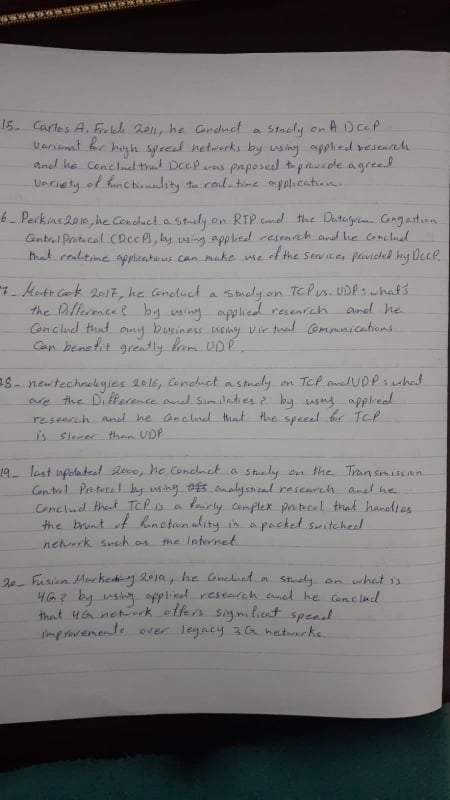 15- Carlos A. Froldi 2011, he Conduct a Study on A DCCP
variant for high speed networks by using applied research
and he Conclud that DCCP was proposed to provide a great
variety of functionality to real-time application.
6- Perkins 2010, he Conduct a study on RTP and the Datagram Congestion
Control Protocol (DCCP), by using applied research and he Conclud
that realtime applications can make use of the services provided by DCCP.
7- Matt Cook 2017, he Conduct a study on TCP vs. UDP: what's
the Difference? by using applied research and he
Conclud that any business using virtual Communications
Can benefit greatly from UDP.
18- newtechnologies 2016, Conduct a study on TCP and UDP: what
are the Difference and Similaties? by using applied
research and he Conclud that the speed for TCP
is slower than UDP
19- last updated 2000, he Conduct a study on the Transmission
Control Protocol by using analystical research and he
Conclud that TCP is a fairly complex protocol that handles
the brunt of functionality in a packet switched
network such as the Internet.
20- Fusion Marketing 2019, he Conduct a study on what is
4G? by using applied research and he Conclud
that 4G network offers significat speed
improvements over legacy 3G networks.